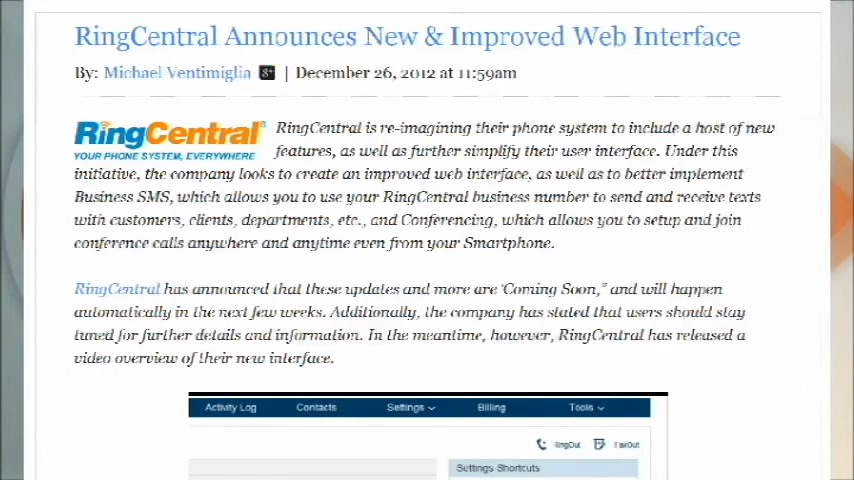 RingCentral Announces New & Improved Web Interface
By: Michael Ventimiglia g+ | December 26, 2012 at 11:59am
RingCentral®
YOUR PHONE SYSTEM, EVERYWHERE
RingCentral is re-imagining their phone system to include a host of new
features, as well as further simplify their user interface. Under this
initiative, the company looks to create an improved web interface, as well as to better implement
Business SMS, which allows you to use your RingCentral business number to send and receive texts
with customers, clients, departments, etc., and Conferencing, which allows you to setup and join
conference calls anywhere and anytime even from your Smartphone.
RingCentral has announced that these updates and more are "Coming Soon," and will happen
automatically in the next few weeks. Additionally, the company has stated that users should stay
tuned for further details and information. In the meantime, however, RingCentral has released a
video overview of their new interface.
Activity Log Contacts Settings Billing Tools
RingOut FaxOut
Settings Shortcuts